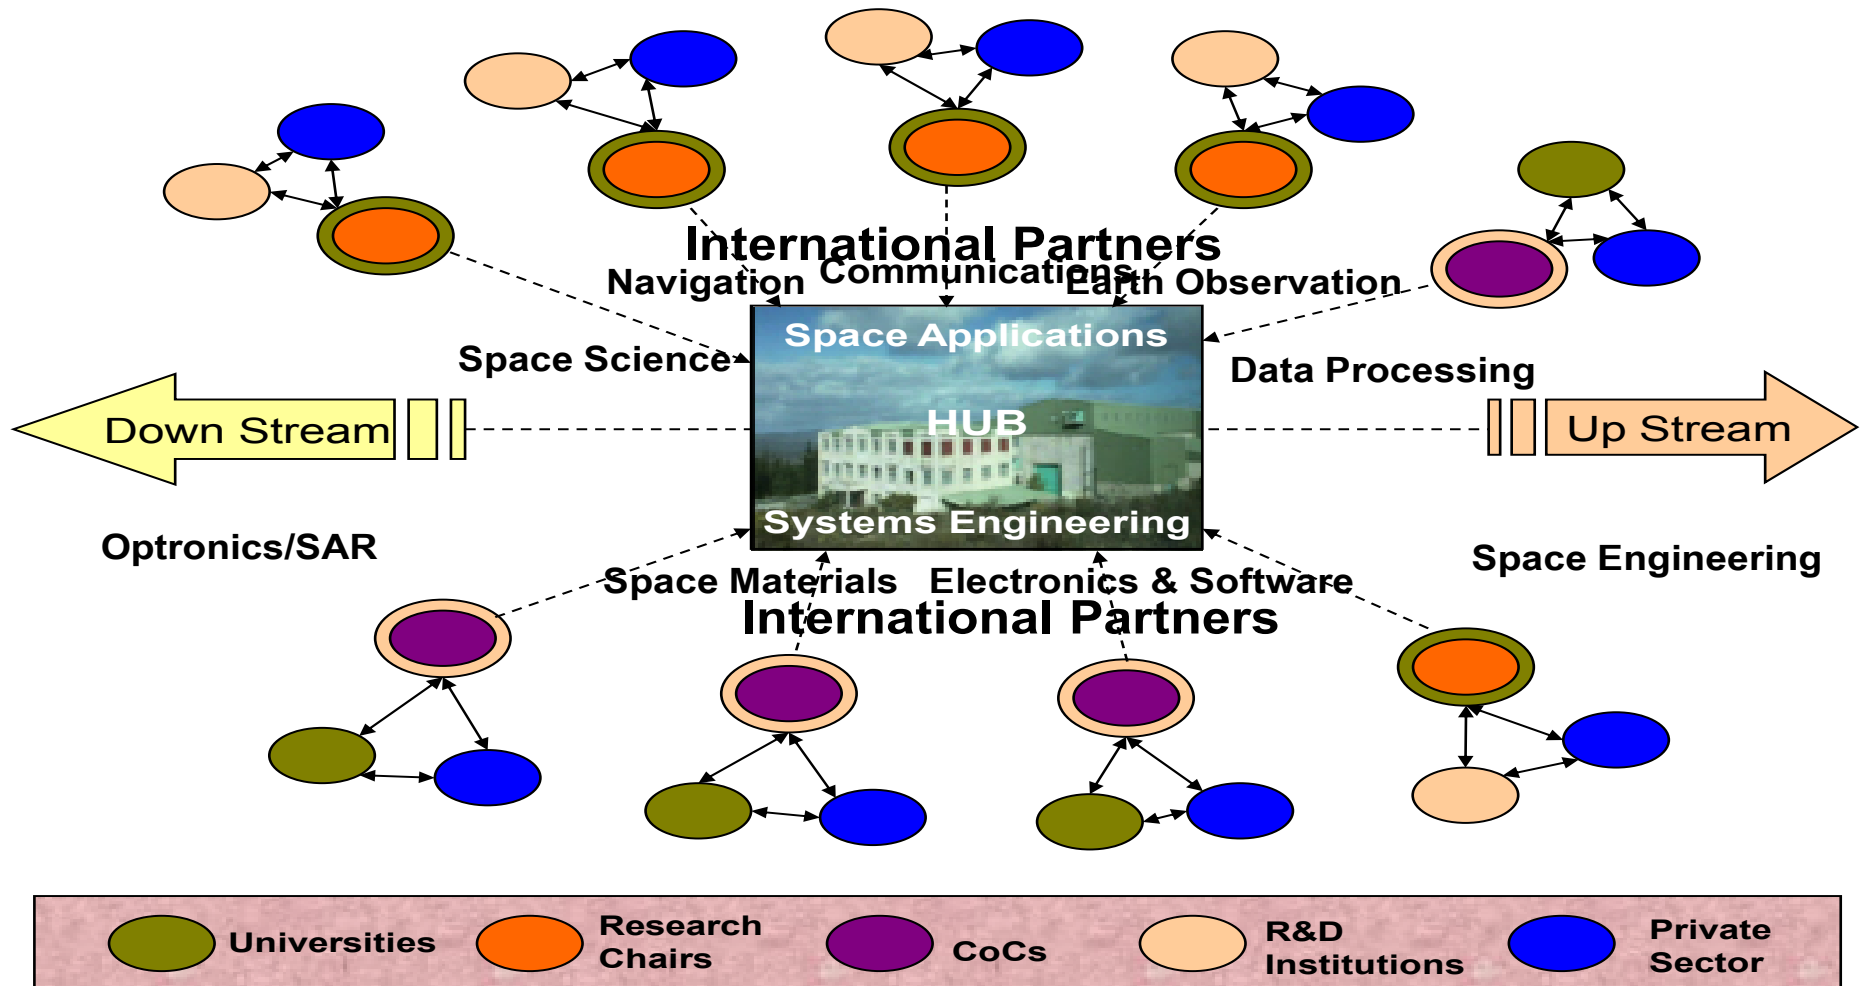 International Partners
Communications
Navigation
Earth Observation
Space Applications
Space Science
Data Processing
Down Stream
HUB
Up Stream
Systems Engineering
Optronics/SAR
Space Engineering
Space Materials
Electronics & Software
International Partners
Universities
Research
Chairs
CoCs
R&D
Institutions
Private
Sector